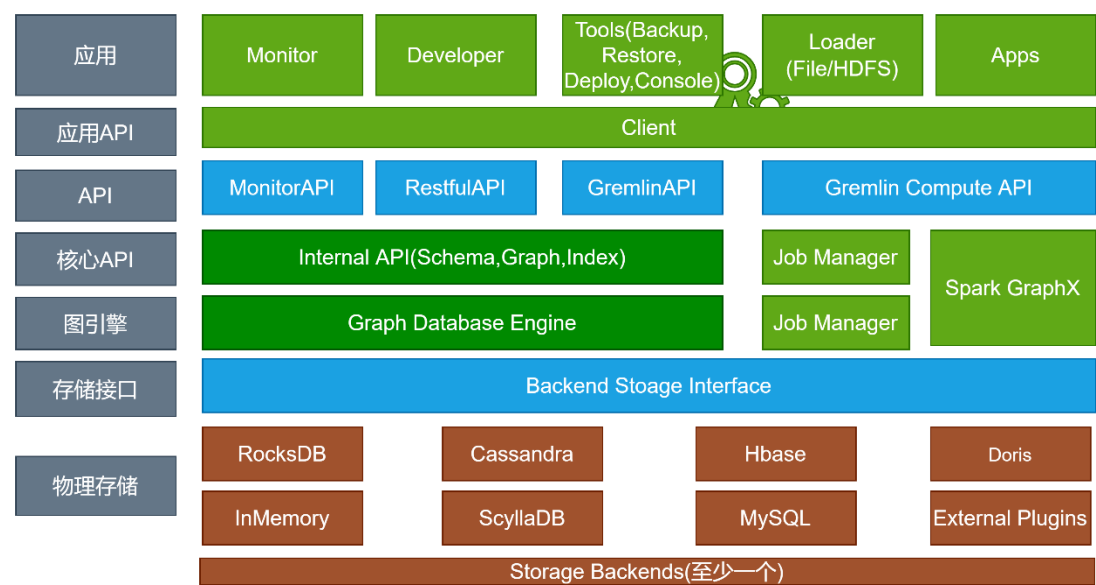 应用
Monitor
Developer
Tools(Backup,
Restore,
Deploy,Console)
Loader
(File/HDFS)
Apps
应用API
Client
API
MonitorAPI
RestfulAPI
GremlinAPI
Gremlin Compute API
核心API
Internal API(Schema,Graph,Index)
Job Manager
Spark GraphX
图引擎
Graph Database Engine
Job Manager
存储接口
Backend Stoage Interface
物理存储
RocksDB
Cassandra
Hbase
Doris
InMemory
ScyllaDB
MySQL
External Plugins
Storage Backends(至少一个)